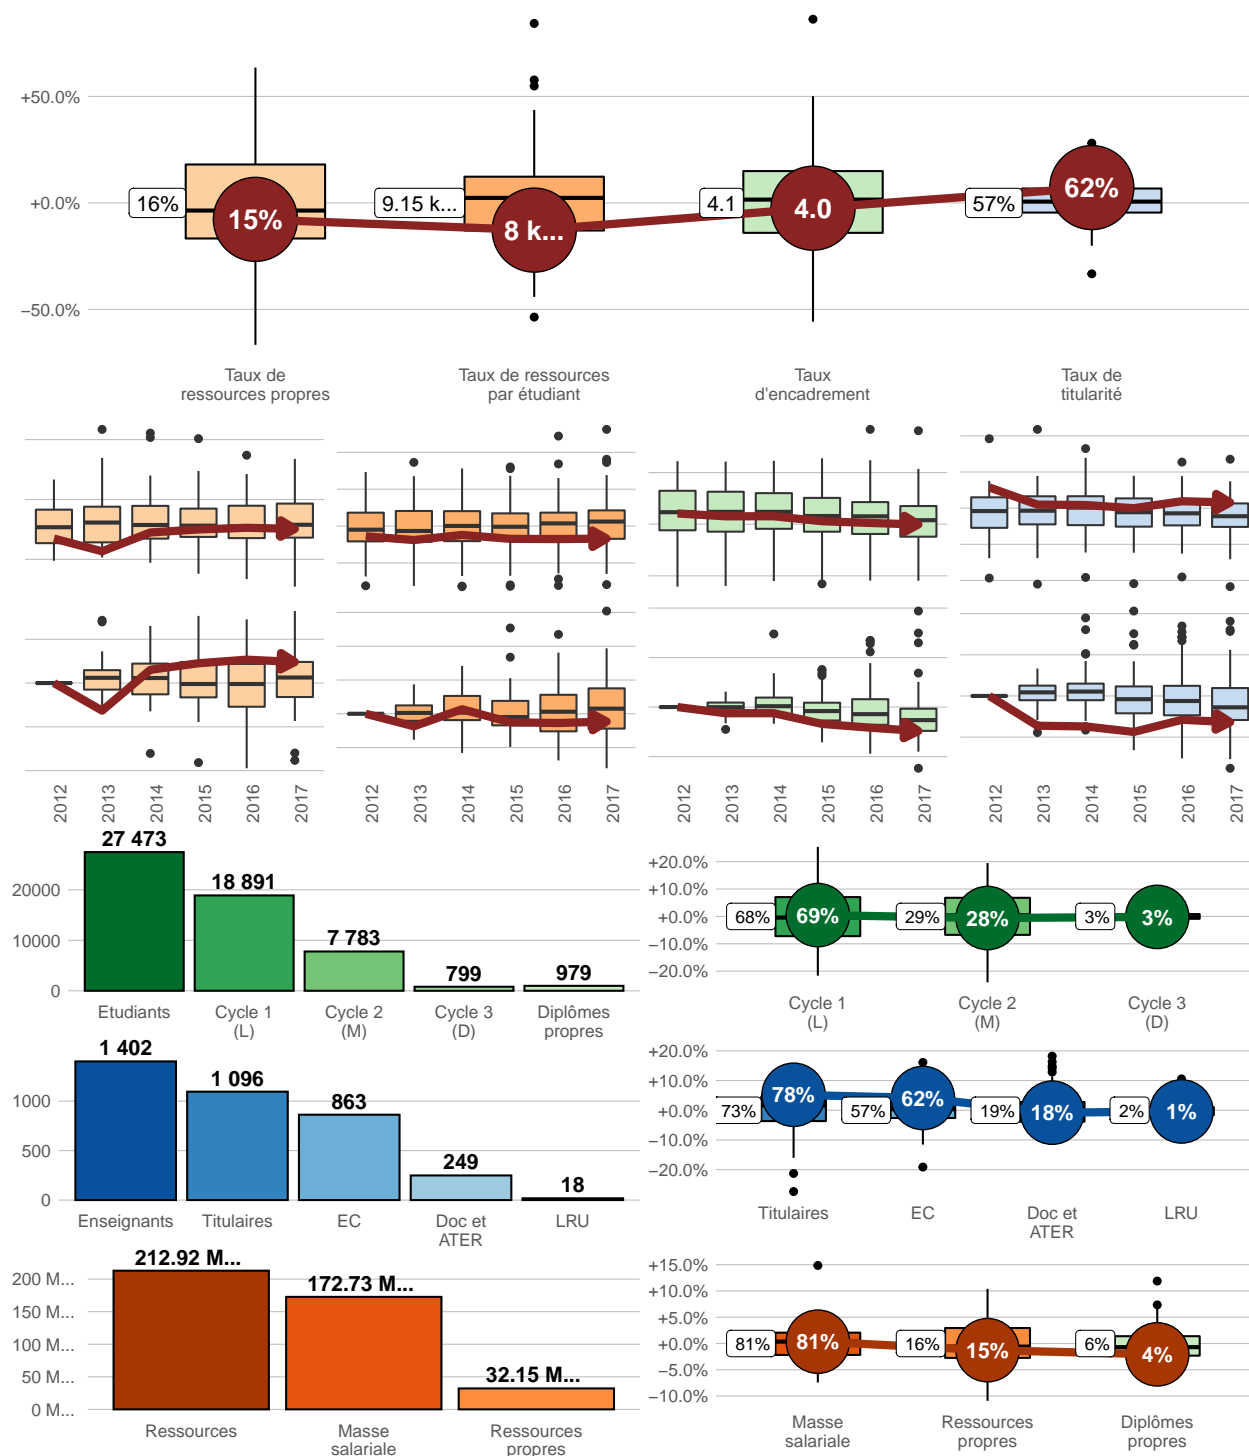 +50.0%
+0.0%
−50.0%
16%
15%
9.15 k...
8 k...
4.1
4.0
57%
62%
Taux de
ressources propres
Taux de ressources
par étudiant
Taux
d'encadrement
Taux de
titularité
2012 2013 2014 2015 2016 2017
2012 2013 2014 2015 2016 2017
2012 2013 2014 2015 2016 2017
2012 2013 2014 2015 2016 2017
20000
10000
0
27 473
18 891
7 783
799
979
Etudiants
Cycle 1
(L)
Cycle 2
(M)
Cycle 3
(D)
Diplômes
propres
+20.0%
+10.0%
+0.0%
−10.0%
−20.0%
68%
69%
29%
28%
3%
3%
Cycle 1
(L)
Cycle 2
(M)
Cycle 3
(D)
1000
500
0
1 402
1 096
863
249
18
Enseignants
Titulaires
EC
Doc et
ATER
LRU
+20.0%
+10.0%
+0.0%
−10.0%
−20.0%
73%
78%
57%
62%
19%
18%
2%
1%
Titulaires
EC
Doc et
ATER
LRU
200 M...
150 M...
100 M...
50 M...
0 M...
212.92 M...
172.73 M...
32.15 M...
Ressources
Masse
salariale
Ressources
propres
+15.0%
+10.0%
+5.0%
+0.0%
−5.0%
−10.0%
81%
81%
16%
15%
6%
4%
Masse
salariale
Ressources
propres
Diplômes
propres